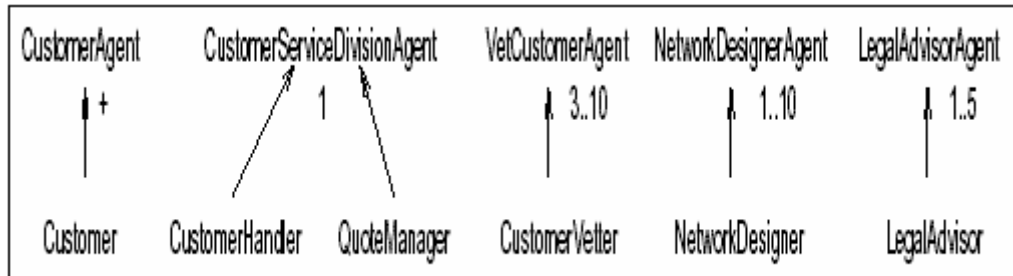 CustomerAgent CustomerServiceDivisionAgent VetCustomerAgent NetworkDesignerAgent LegalAdvisorAgent
+ 1 3..10 1..10 1..5
Customer CustomerHandler QuoteManager CustomerVetter NetworkDesigner LegalAdvisor